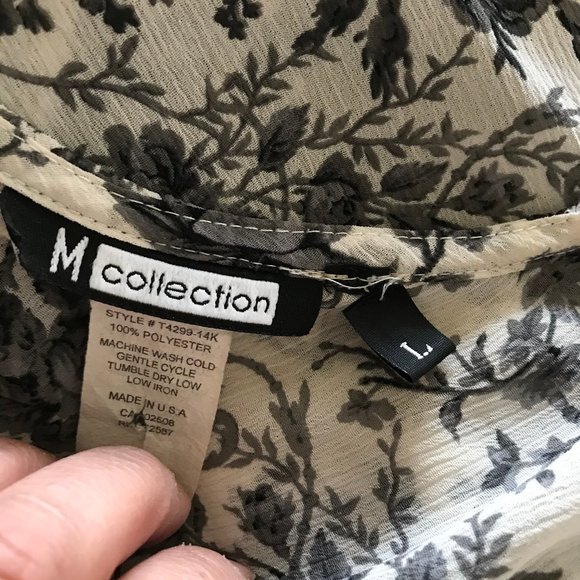 M collection
L
STYLE # T4299-14K
100% POLYESTER
MACHINE WASH COLD
GENTLE CYCLE
TUMBLE DRY LOW
LOW IRON
MADE IN U.S.A